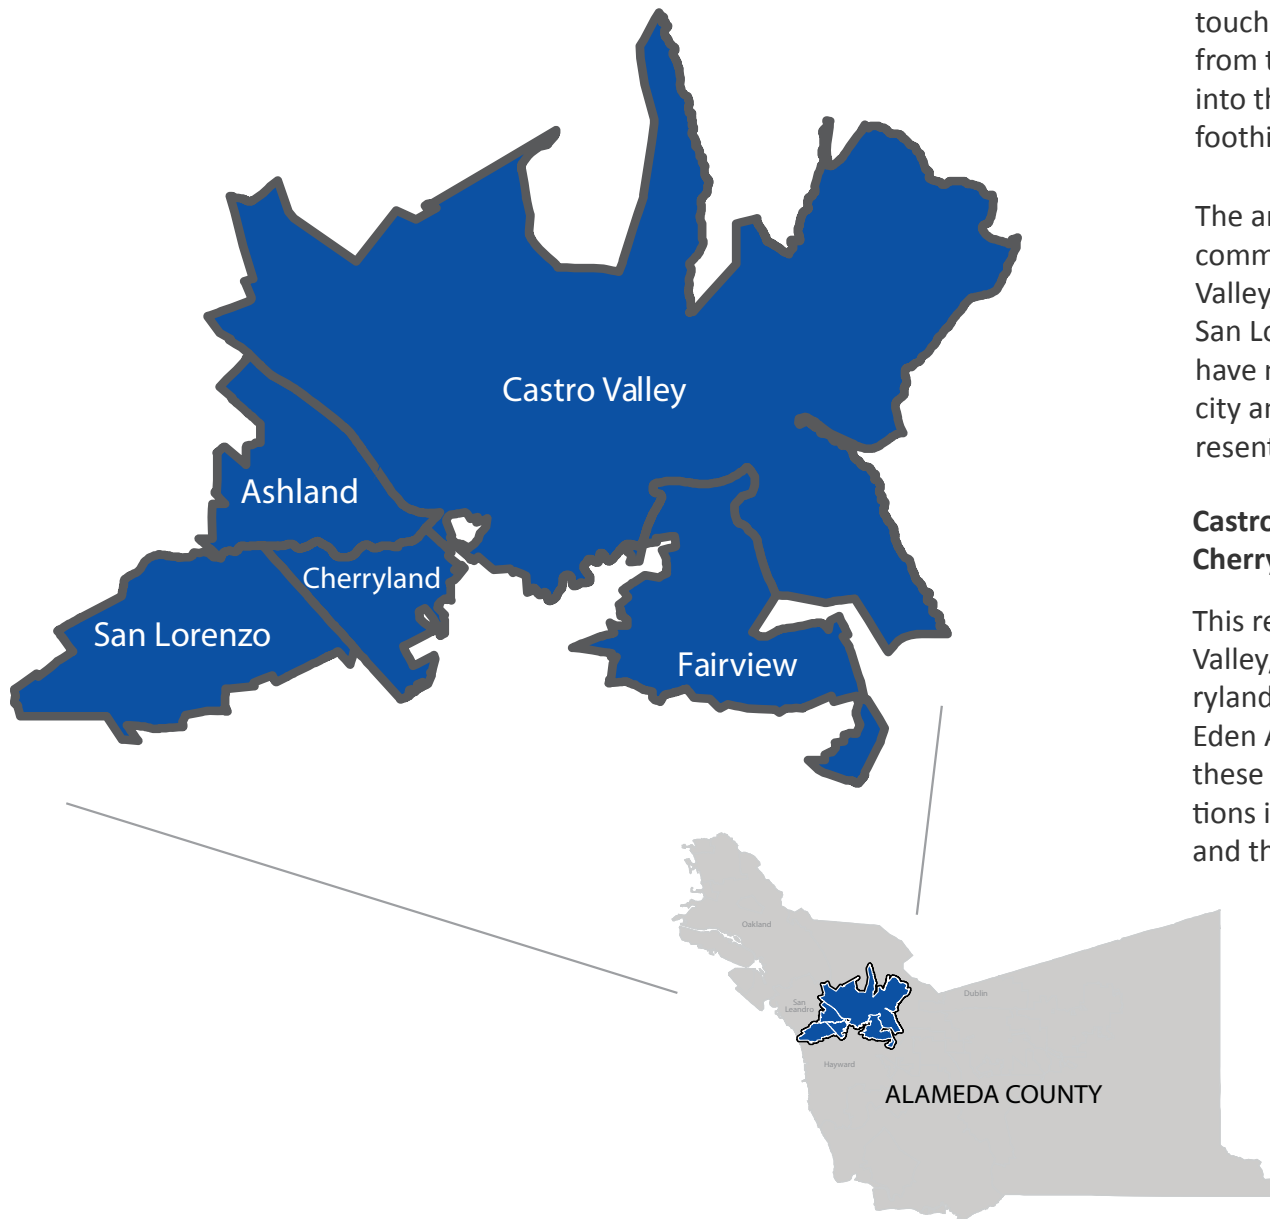 touch
from t
into th
foothi
The ar
comm
Valley
San Lo
have n
city an
resent
Castro
Cherry
This re
Valley,
ryland
Eden A
these
tions i
and th
Castro Valley
Ashland
Cherryland
San Lorenzo
Fairview
Oakland
San
Leandro
Dublin
Hayward
ALAMEDA COUNTY